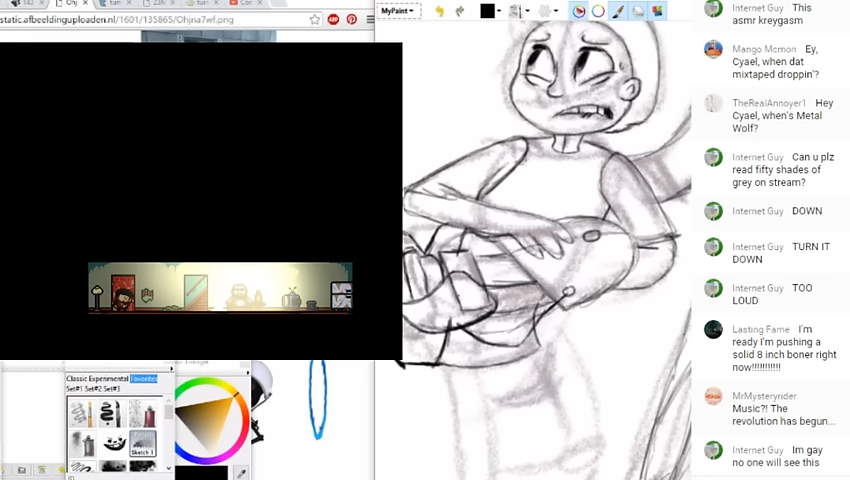 static.afbeeldinguploaden.nl/1601/135865/Ohjna7wf.png
MyPaint
Classic Experimental Favorites
Set#1 Set#2 Set#3
Sketch 1
Internet Guy This
asmr kreygasm
Mango Mcmon Ey,
Cyael, when dat
mixtaped droppin'?
TheRealAnnoyer1 Hey
Cyael, when's Metal
Wolf?
Internet Guy Can u plz
read fifty shades of
grey on stream?
Internet Guy DOWN
Internet Guy TURN IT
DOWN
Internet Guy TOO
LOUD
Lasting Fame I'm
ready I'm pushing a
solid 8 inch boner right
now!!!!!!!!!!!
MrMysteryrider
Music?! The
revolution has begun...
Internet Guy Im gay
no one will see this